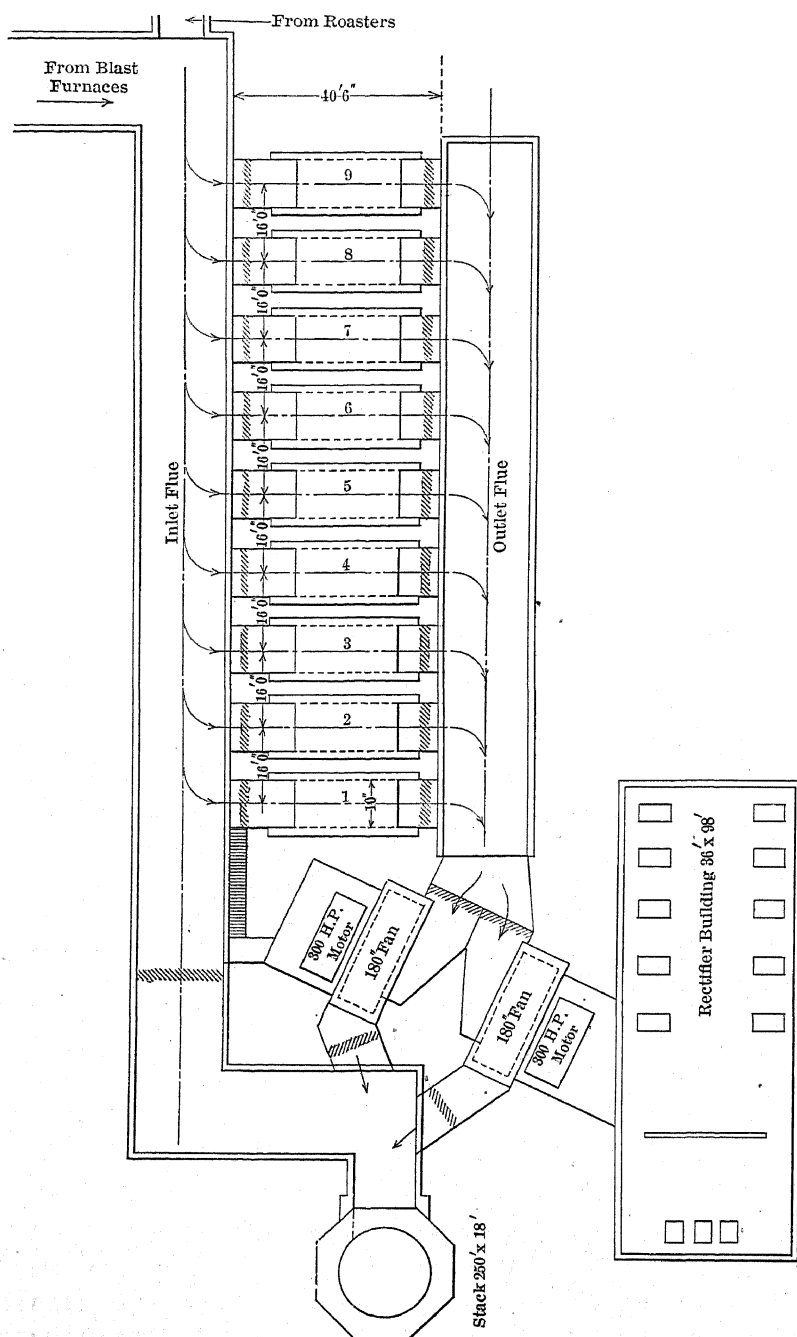 From Roasters
From Blast
Furnaces
40'6"
9
16'0"
8
16'0"
7
16'0"
6
16'0"
5
16'0"
4
16'0"
3
16'0"
2
16'0"
1
10"
Inlet Flue
Outlet Flue
300 H.P.
Motor
180" Fan
180" Fan
300 H.P.
Motor
Rectifier Building 36' x 98'
Stack 250' x 18'